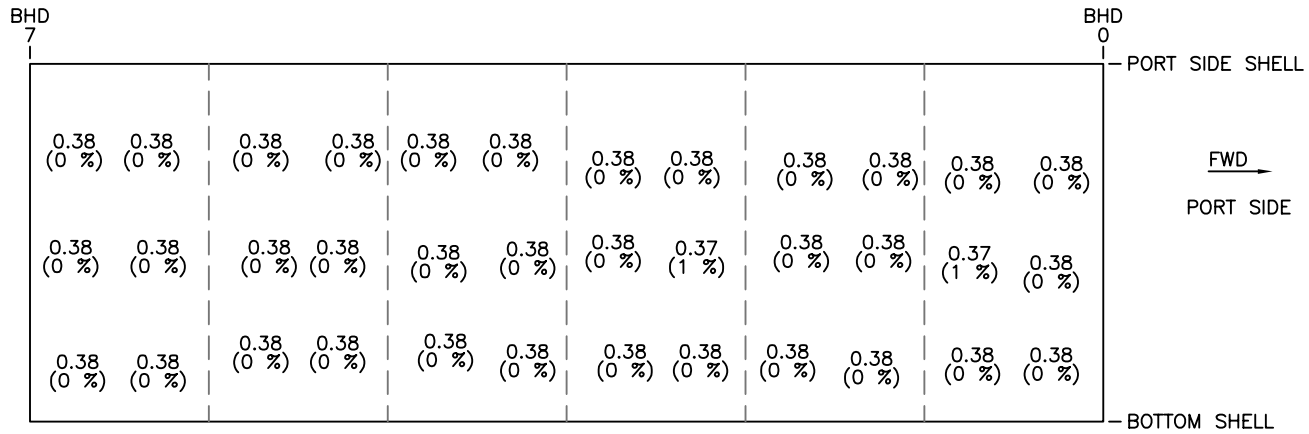 BHD BHD
7 0
PORT SIDE SHELL
0.38 0.38 0.38 0.38 0.38 0.38
(0 %) (0 %) (0 %) (0 %) (0 %) (0 %)
0.38 0.38 0.38 0.38 0.38 0.38
(0 %) (0 %) (0 %) (0 %) (0 %) (0 %)
FWD
PORT SIDE
0.38 0.38 0.38 0.38 0.38 0.38 0.38 0.37 0.38 0.38 0.37 0.38
(0 %) (0 %) (0 %) (0 %) (0 %) (0 %) (0 %) (1 %) (0 %) (0 %) (1 %) (0 %)
0.38 0.38 0.38 0.38 0.38 0.38 0.38 0.38 0.38 0.38 0.38 0.38
(0 %) (0 %) (0 %) (0 %) (0 %) (0 %) (0 %) (0 %) (0 %) (0 %) (0 %) (0 %)
BOTTOM SHELL